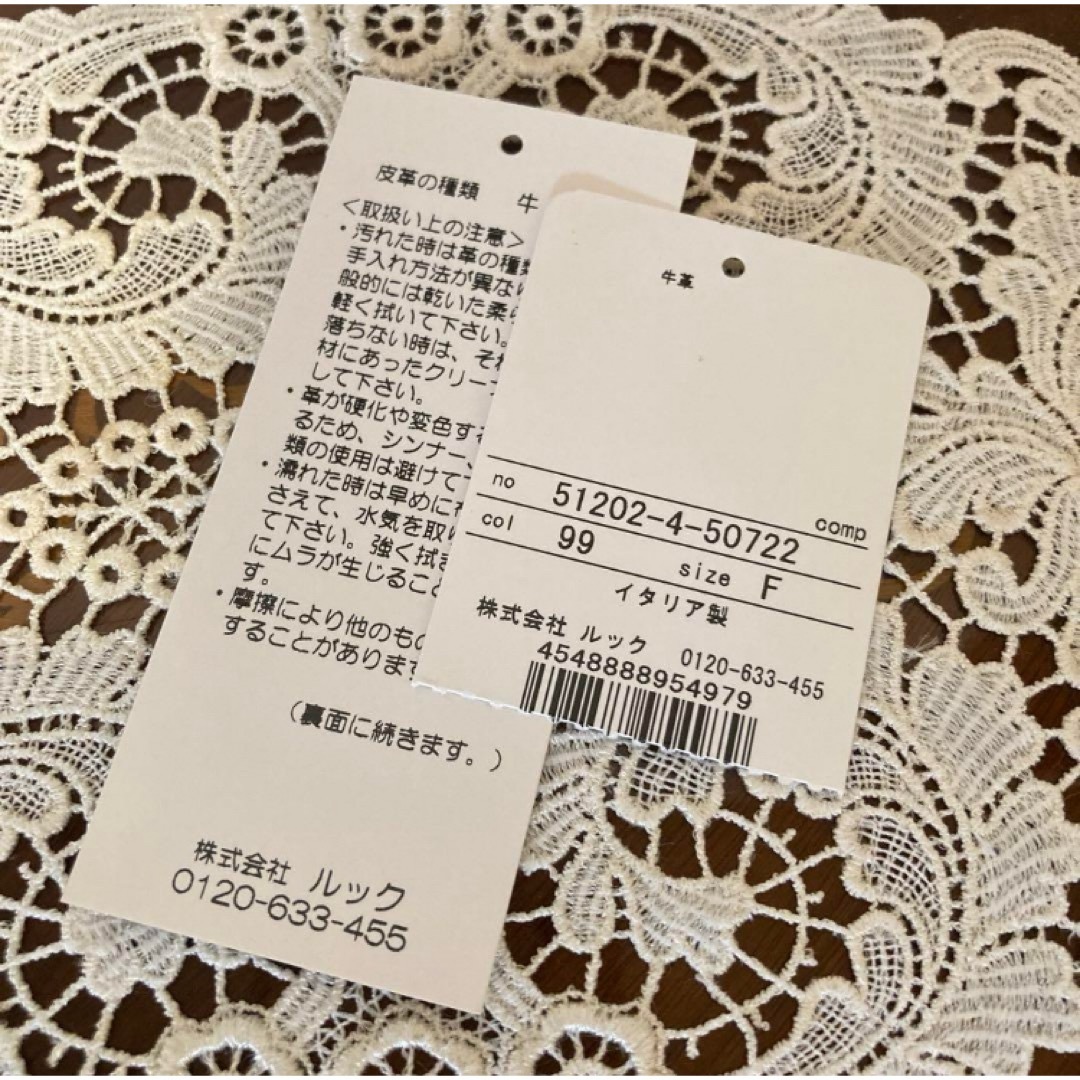 皮革の種類 牛
<取扱い上の注意>
・汚れた時は革の種類
手入れ方法が異ない
般的には乾いた柔ら
軽く拭いて下さい。
落ちない時は、それ
材にあったクリー
して下さい。
・革が硬化や変色する
るため、シンナー、
類の使用は避けて
・濡れた時は早めに
さえて、水気を取い
て下さい。強く拭き
にムラが生じること
す。
・摩擦により他のもの
することがあります
(裏面に続きます。)
株式会社 ルック
0120-633-455
牛革
no 51202-4-50722 comp
col 99 size F
イタリア製
株式会社 ルック 0120-633-455
4548888954979